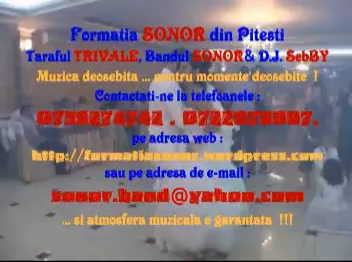 Formatia SONOR din Pitesti
Taraful TRIVALE, Bandul SONOR & D.J. SebBY
Muzica deosebita ... pentru momente deosebite !
Contactati-ne la telefoanele :
pe adresa web :
http://formatiasonor.wordpress.com
sau pe adresa de e-mail :
sonor.band@yahoo.com
... si atmosfera muzicala e garantata !!!